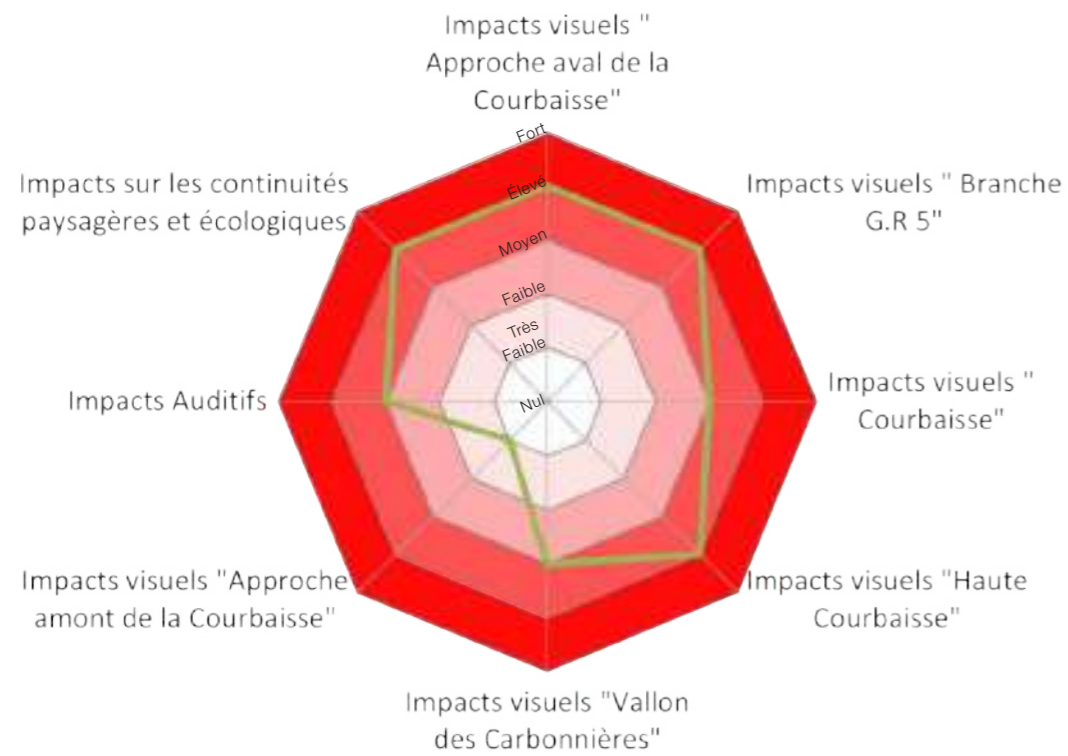 Impacts visuels "
Approche aval de la
Courbaisse"
Fort
Élevé
Moyen
Faible
Très
Faible
Nul
Impacts visuels " Branche
G.R 5"
Impacts visuels "
Courbaisse"
Impacts visuels "Haute
Courbaisse"
Impacts visuels "Vallon
des Carbonnières"
Impacts visuels "Approche
amont de la Courbaisse"
Impacts Auditifs
Impacts sur les continuités
paysagères et écologiques